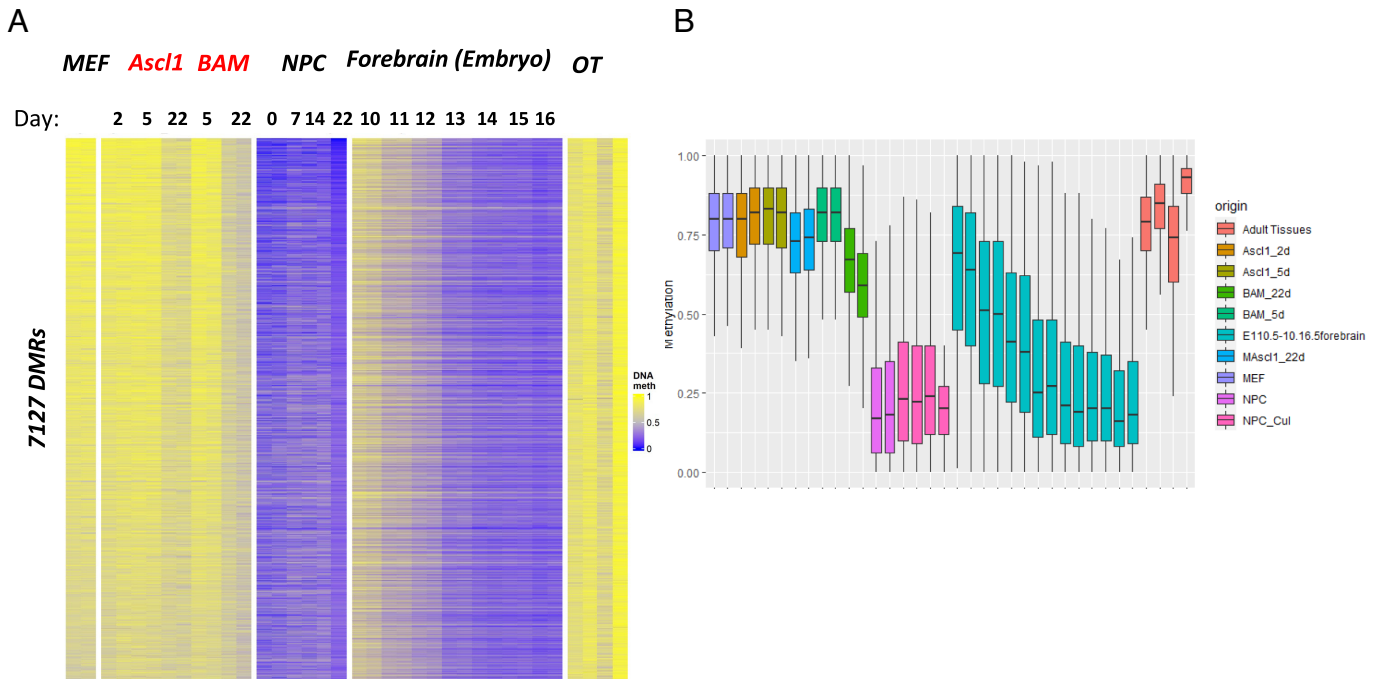 A
B
MEF Ascl1 BAM NPC Forebrain (Embryo) OT
Day: 2 5 22 5 22 0 7 14 22 10 11 12 13 14 15 16
7127 DMRs
DNA
meth
1
0.5
0
Methylation
1.00
0.75
0.50
0.25
0.00
origin
Adult Tissues
Ascl1_2d
Ascl1_5d
BAM_22d
BAM_5d
E110.5-10.16.5forebrain
MAscl1_22d
MEF
NPC
NPC_Cul